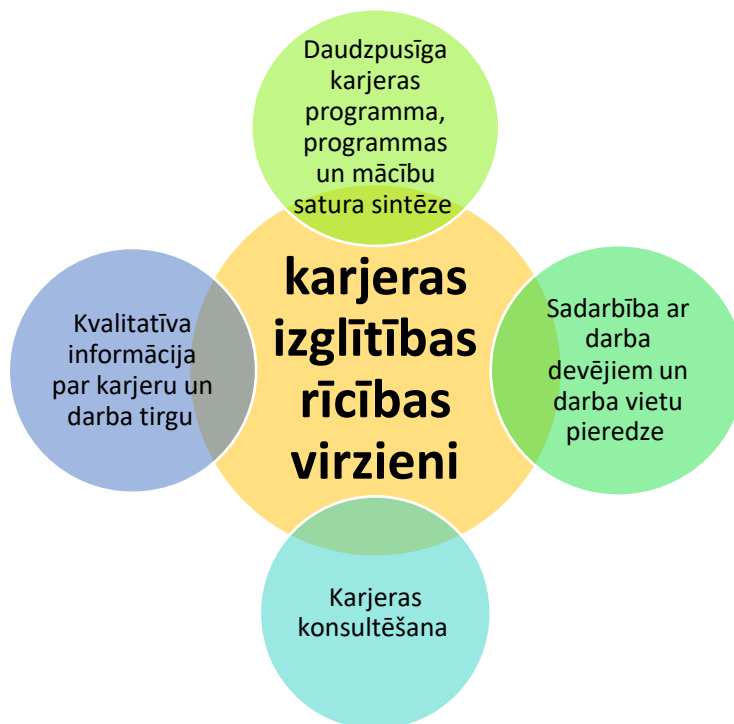 Daudzpusīga
karjeras
programma,
programmas
un mācību
satura sintēze
karjeras
izglītības
rīcības
virzieni
Kvalitatīva
informācija
par karjeru un
darba tirgu
Sadarbība ar
darba
devējiem un
darba vietu
pieredze
Karjeras
konsultēšana